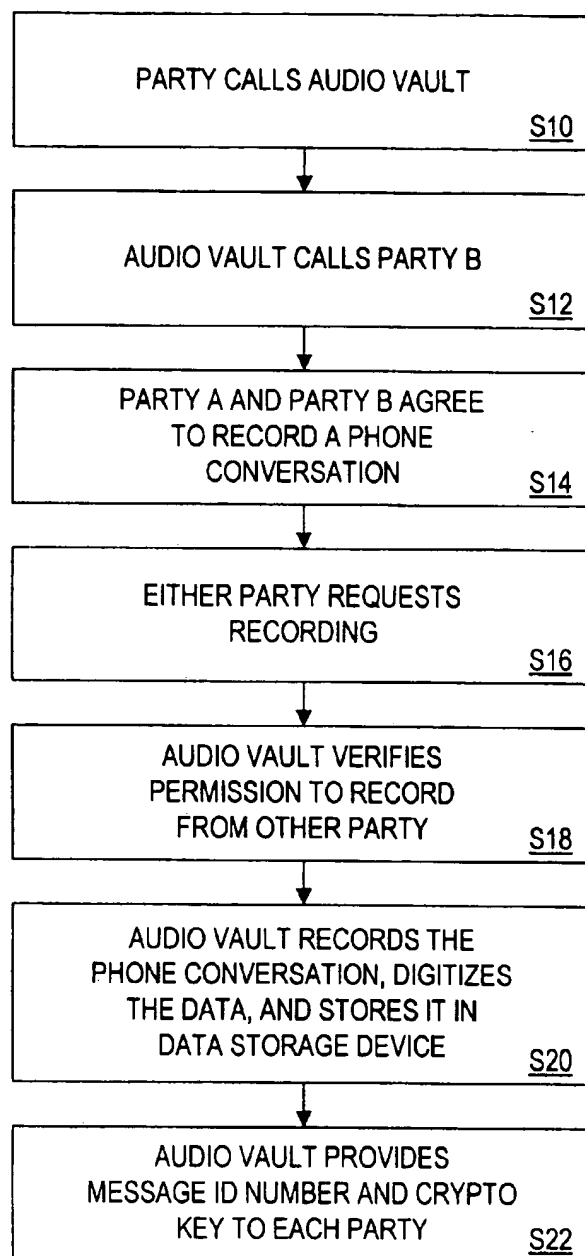 PARTY CALLS AUDIO VAULT
S10
AUDIO VAULT CALLS PARTY B
S12
PARTY A AND PARTY B AGREE
TO RECORD A PHONE
CONVERSATION
S14
EITHER PARTY REQUESTS
RECORDING
S16
AUDIO VAULT VERIFIES
PERMISSION TO RECORD
FROM OTHER PARTY
S18
AUDIO VAULT RECORDS THE
PHONE CONVERSATION, DIGITIZES
THE DATA, AND STORES IT IN
DATA STORAGE DEVICE
S20
AUDIO VAULT PROVIDES
MESSAGE ID NUMBER AND CRYPTO
KEY TO EACH PARTY
S22